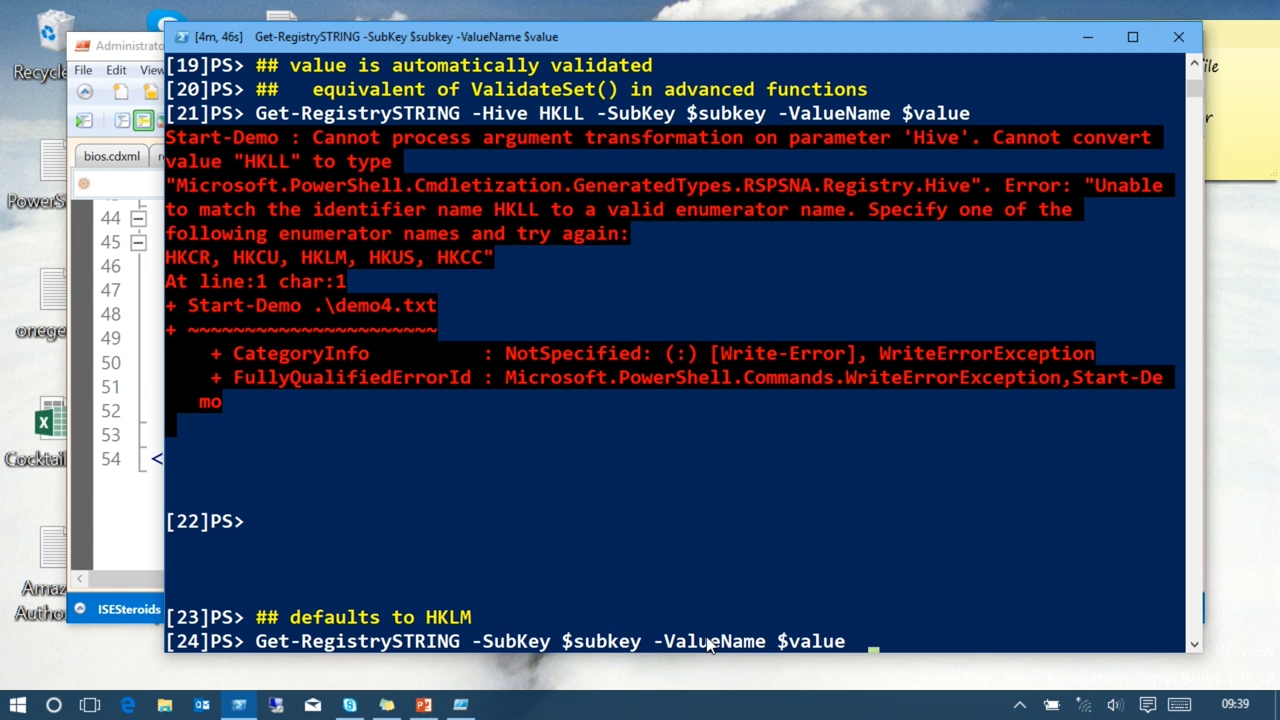 [4m, 46s] Get-RegistrySTRING -SubKey $subkey -ValueName $value
[19]PS> ## value is automatically validated
[20]PS> ##   equivalent of ValidateSet() in advanced functions
[21]PS> Get-RegistrySTRING -Hive HKLL -SubKey $subkey -ValueName $value
Start-Demo : Cannot process argument transformation on parameter 'Hive'. Cannot convert
value "HKLL" to type
"Microsoft.PowerShell.Cmdletization.GeneratedTypes.RSPSNA.Registry.Hive". Error: "Unable
to match the identifier name HKLL to a valid enumerator name. Specify one of the
following enumerator names and try again:
HKCR, HKCU, HKLM, HKUS, HKCC"
At line:1 char:1
+ Start-Demo .\demo4.txt
+ ~~~~~~~~~~~~~~~~~~~~~~
    + CategoryInfo          : NotSpecified: (:) [Write-Error], WriteErrorException
    + FullyQualifiedErrorId : Microsoft.PowerShell.Commands.WriteErrorException,Start-De
   mo
[22]PS>
[23]PS> ## defaults to HKLM
[24]PS> Get-RegistrySTRING -SubKey $subkey -ValueName $value
Administrato
File Edit View
bios.cdxml
44
45
46
47
48
49
50
51
52
53
54 <
ISESteroids
Recycle
PowerS
onege
Cocktail
Amaz
Autho
09:39